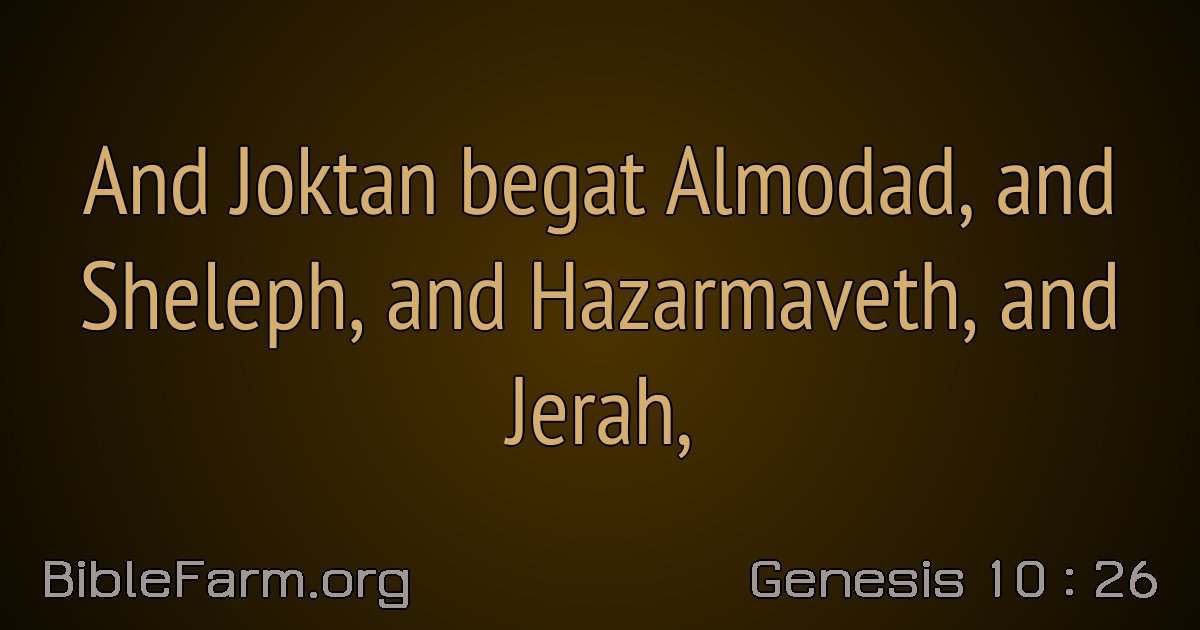 And Joktan begat Almodad, and
Sheleph, and Hazarmaveth, and
Jerah,
BibleFarm.org
Genesis 10 : 26